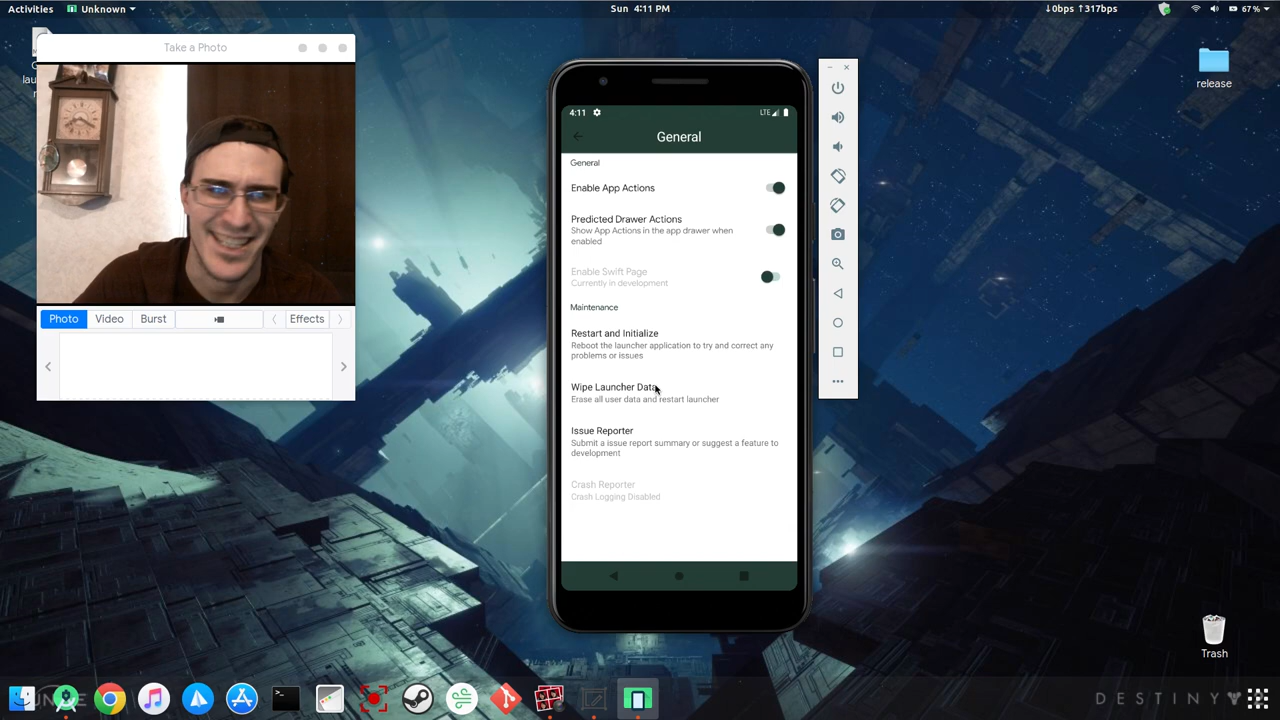 Activities
Unknown
Sun 4:11 PM
↓0bps ↑317bps
67%
Take a Photo
Photo
Video
Burst
Effects
4:11
LTE
General
General
Enable App Actions
Predicted Drawer Actions
Show App Actions in the app drawer when
enabled
Enable Swift Page
Currently in development
Maintenance
Restart and Initialize
Reboot the launcher application to try and correct any
problems or issues
Wipe Launcher Data
Erase all user data and restart launcher
Issue Reporter
Submit a issue report summary or suggest a feature to
development
Crash Reporter
Crash Logging Disabled
release
Trash
DESTINY